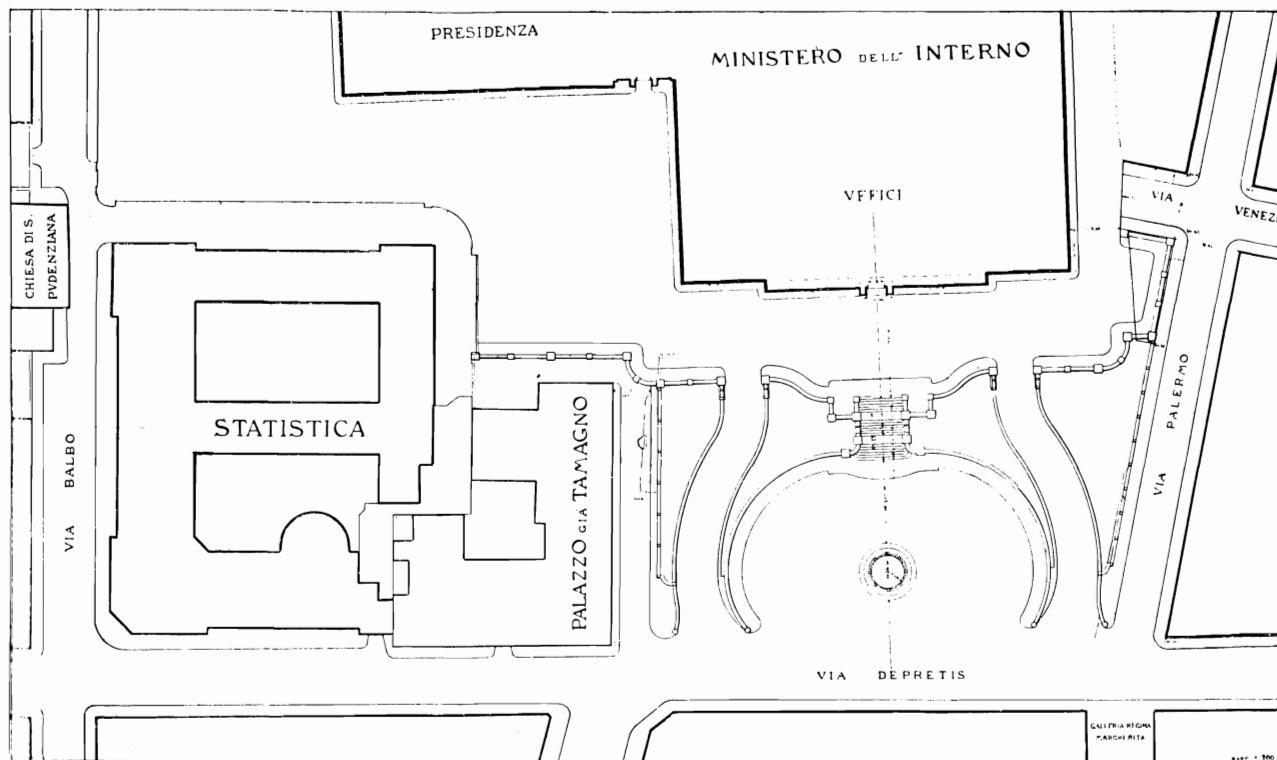 PRESIDENZA
MINISTERO DELL' INTERNO
VFFICI
VIA
VENEZ
CHIESA DI S.
PVDENZIANA
STATISTICA
VIA BALBO
PALAZZO GIÀ TAMAGNO
VIA PALERMO
VIA DEPRETIS
GALLERIA REGINA
MARGHERITA